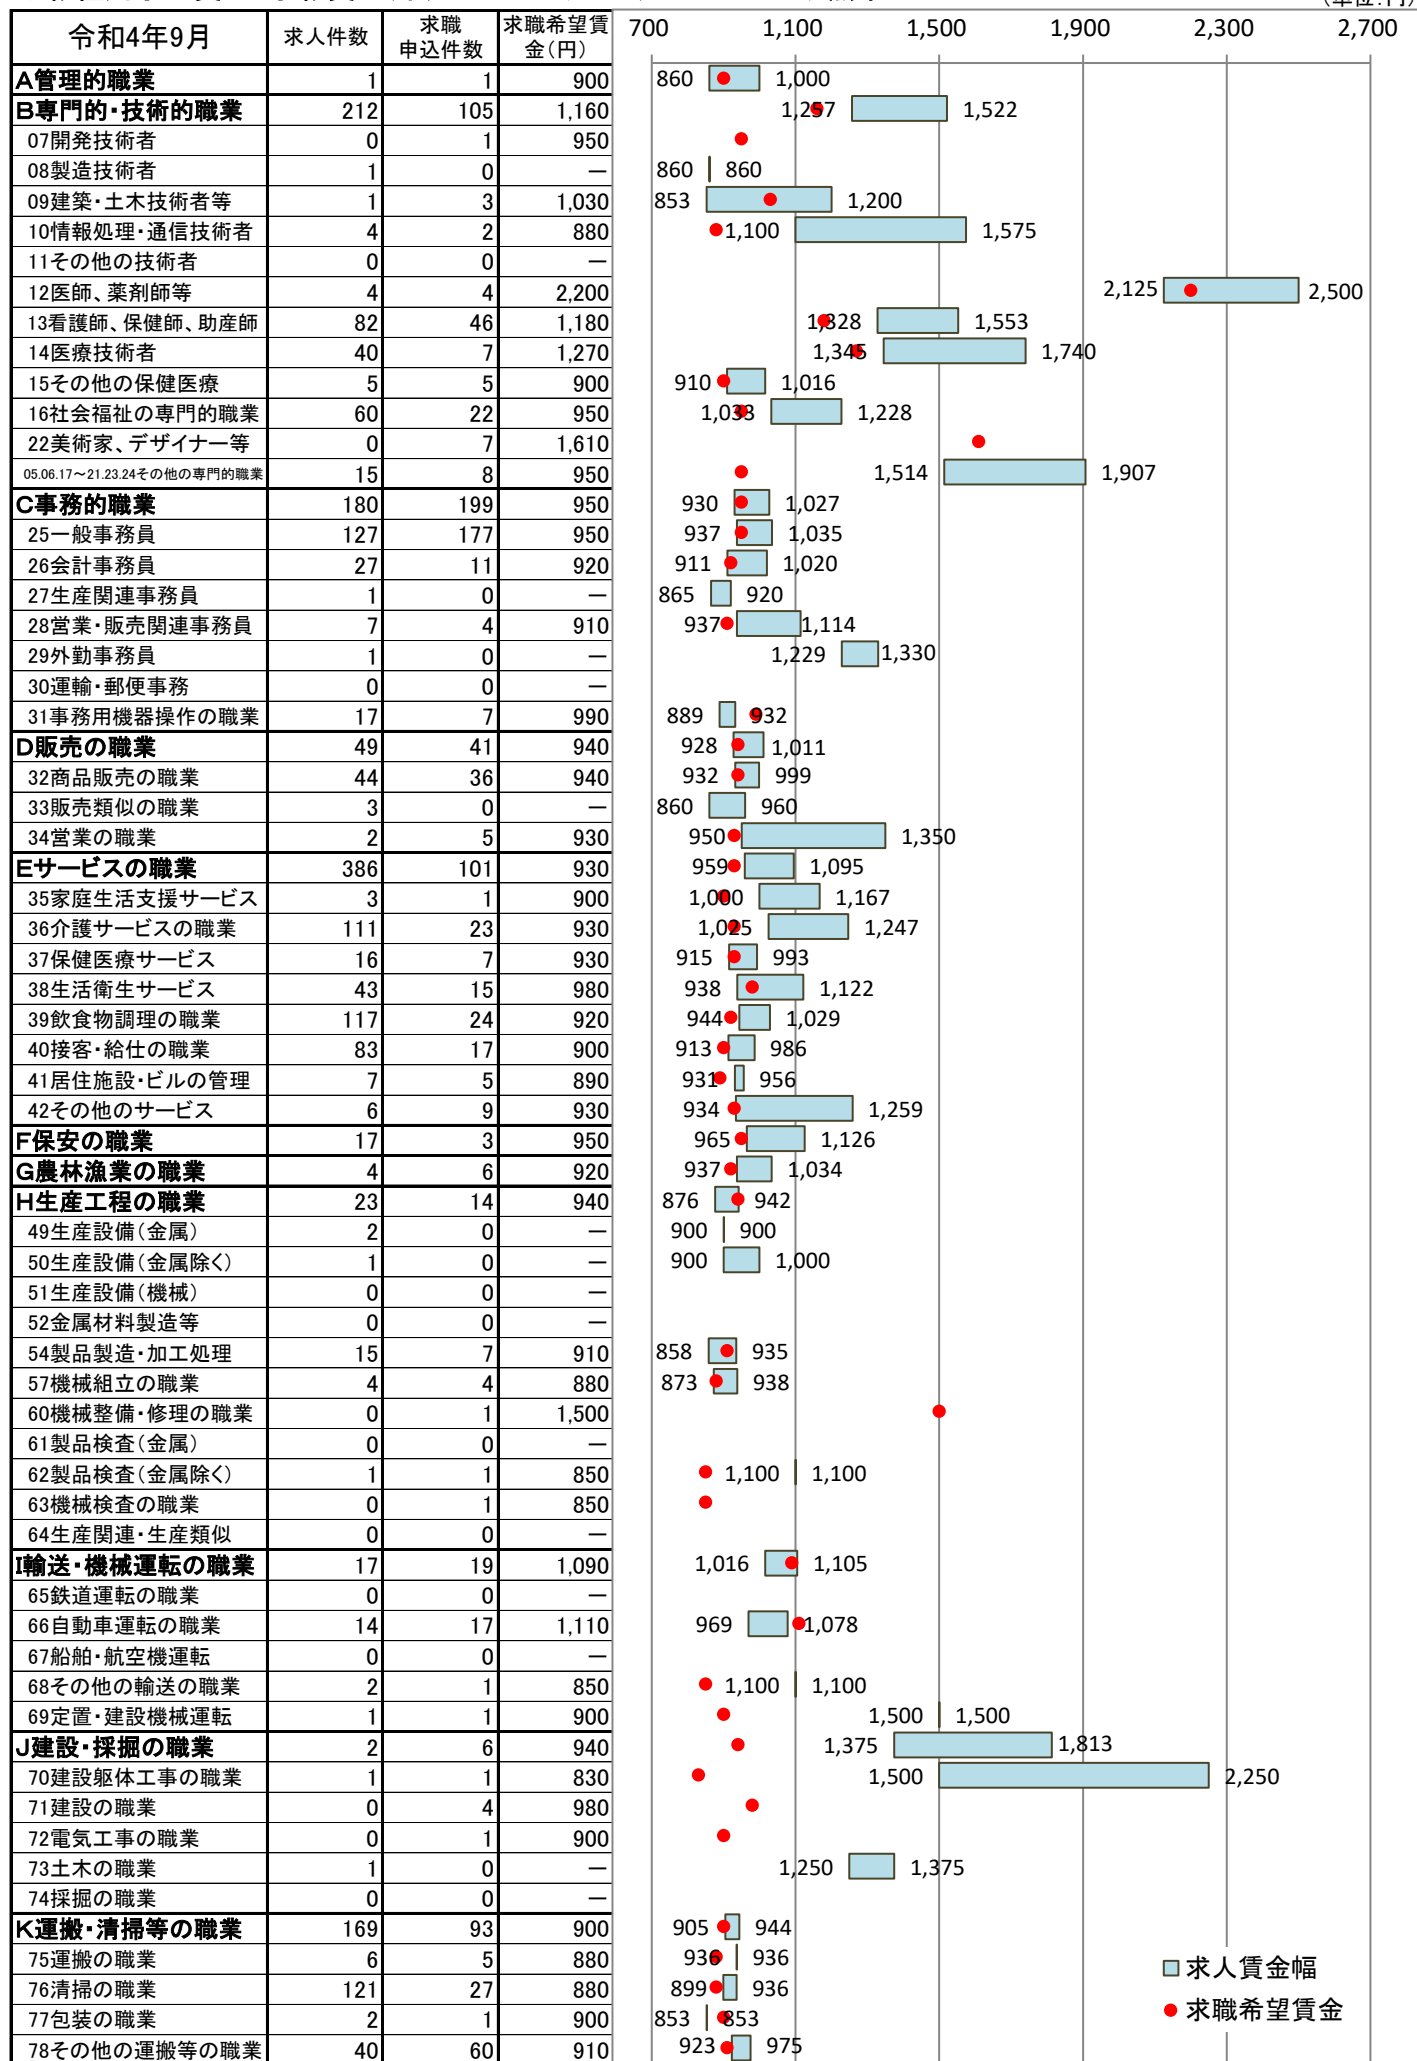 (単位:円)
令和4年9月 求人件数 求職申込件数 求職希望賃金(円) 700 1,100 1,500 1,900 2,300 2,700
A管理的職業 1 1 900 860 1,000
B専門的・技術的職業 212 105 1,160 1,257 1,522
07開発技術者 0 1 950
08製造技術者 1 0 － 860 860
09建築・土木技術者等 1 3 1,030 853 1,200
10情報処理・通信技術者 4 2 880 1,100 1,575
11その他の技術者 0 0 －
12医師、薬剤師等 4 4 2,200 2,125 2,500
13看護師、保健師、助産師 82 46 1,180 1,328 1,553
14医療技術者 40 7 1,270 1,345 1,740
15その他の保健医療 5 5 900 910 1,016
16社会福祉の専門的職業 60 22 950 1,033 1,228
22美術家、デザイナー等 0 7 1,610
05.06.17～21.23.24その他の専門的職業 15 8 950 1,514 1,907
C事務的職業 180 199 950 930 1,027
25一般事務員 127 177 950 937 1,035
26会計事務員 27 11 920 911 1,020
27生産関連事務員 1 0 － 865 920
28営業・販売関連事務員 7 4 910 937 1,114
29外勤事務員 1 0 － 1,229 1,330
30運輸・郵便事務 0 0 －
31事務用機器操作の職業 17 7 990 889 932
D販売の職業 49 41 940 928 1,011
32商品販売の職業 44 36 940 932 999
33販売類似の職業 3 0 － 860 960
34営業の職業 2 5 930 950 1,350
Eサービスの職業 386 101 930 959 1,095
35家庭生活支援サービス 3 1 900 1,000 1,167
36介護サービスの職業 111 23 930 1,025 1,247
37保健医療サービス 16 7 930 915 993
38生活衛生サービス 43 15 980 938 1,122
39飲食物調理の職業 117 24 920 944 1,029
40接客・給仕の職業 83 17 900 913 986
41居住施設・ビルの管理 7 5 890 931 956
42その他のサービス 6 9 930 934 1,259
F保安の職業 17 3 950 965 1,126
G農林漁業の職業 4 6 920 937 1,034
H生産工程の職業 23 14 940 876 942
49生産設備(金属) 2 0 － 900 900
50生産設備(金属除く) 1 0 － 900 1,000
51生産設備(機械) 0 0 －
52金属材料製造等 0 0 －
54製品製造・加工処理 15 7 910 858 935
57機械組立の職業 4 4 880 873 938
60機械整備・修理の職業 0 1 1,500
61製品検査(金属) 0 0 －
62製品検査(金属除く) 1 1 850 1,100 1,100
63機械検査の職業 0 1 850
64生産関連・生産類似 0 0 －
I輸送・機械運転の職業 17 19 1,090 1,016 1,105
65鉄道運転の職業 0 0 －
66自動車運転の職業 14 17 1,110 969 1,078
67船舶・航空機運転 0 0 －
68その他の輸送の職業 2 1 850 1,100 1,100
69定置・建設機械運転 1 1 900 1,500 1,500
J建設・採掘の職業 2 6 940 1,375 1,813
70建設躯体工事の職業 1 1 830 1,500 2,250
71建設の職業 0 4 980
72電気工事の職業 0 1 900
73土木の職業 1 0 － 1,250 1,375
74採掘の職業 0 0 －
K運搬・清掃等の職業 169 93 900 905 944
75運搬の職業 6 5 880 936 936
76清掃の職業 121 27 880 899 936
77包装の職業 2 1 900 853 853
78その他の運搬等の職業 40 60 910 923 975
求人賃金幅
求職希望賃金